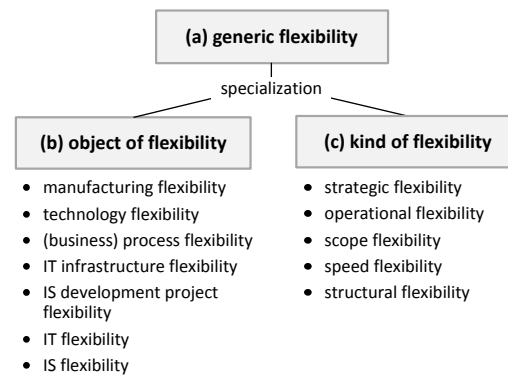 (a) generic flexibility
specialization
(b) object of flexibility
• manufacturing flexibility
• technology flexibility
• (business) process flexibility
• IT infrastructure flexibility
• IS development project
flexibility
• IT flexibility
• IS flexibility
(c) kind of flexibility
• strategic flexibility
• operational flexibility
• scope flexibility
• speed flexibility
• structural flexibility